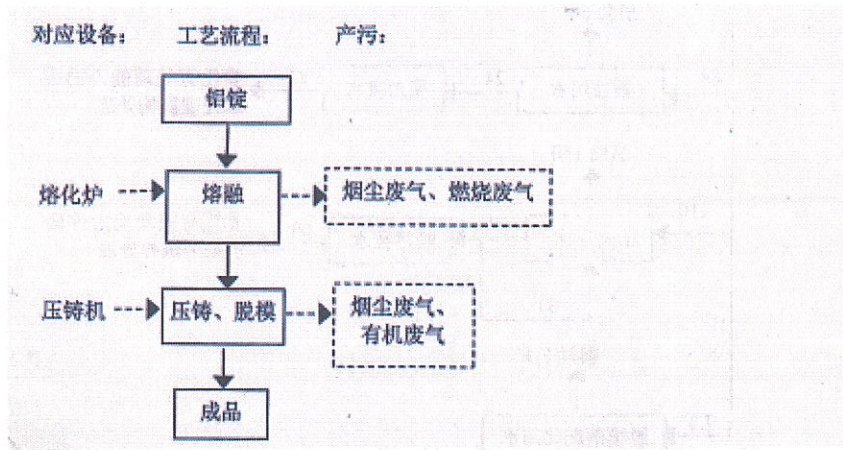 对应设备： 工艺流程： 产污：
铝锭
熔化炉 熔融 烟尘废气、燃烧废气
压铸机 压铸、脱模 烟尘废气、
有机废气
成品